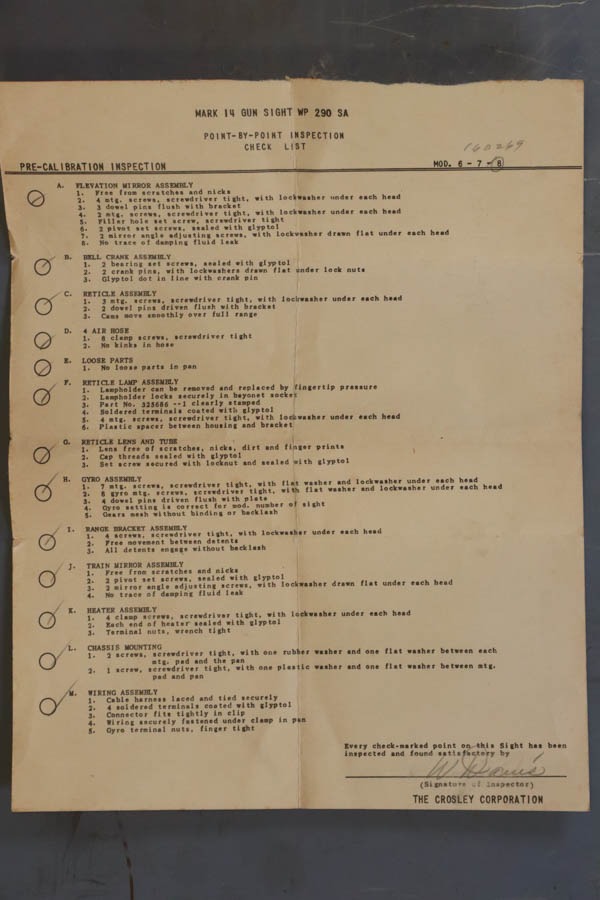 MARK 14 GUN SIGHT WP 290 SA
POINT-BY-POINT INSPECTION
CHECK LIST
160269
PRE-CALIBRATION INSPECTION MOD. 6 - 7 - 8
A. ELEVATION MIRROR ASSEMBLY
1. Free from scratches and nicks
2. 4 mtg. screws, screwdriver tight, with lockwasher under each head
3. 3 dowel pins flush with bracket
4. 2 mtg. screws, screwdriver tight, with lockwasher under each head
5. Filler hole set screw, screwdriver tight
6. 2 pivot set screws, sealed with glyptol
7. 2 mirror angle adjusting screws, with lockwasher drawn flat under each head
8. No trace of damping fluid leak
B. BELL CRANK ASSEMBLY
1. 2 bearing set screws, sealed with glyptol
2. 2 crank pins, with lockwashers drawn flat under lock nuts
3. Glyptol dot in line with crank pin
C. RETICLE ASSEMBLY
1. 3 mtg. screws, screwdriver tight, with lockwasher under each head
2. 2 dowel pins driven flush with bracket
3. Cams move smoothly over full range
D. 4 AIR HOSE
1. 8 clamp screws, screwdriver tight
2. No kinks in hose
E. LOOSE PARTS
1. No loose parts in pan
F. RETICLE LAMP ASSEMBLY
1. Lampholder can be removed and replaced by fingertip pressure
2. Lampholder locks securely in bayonet socket
3. Part No. 325686 --1 clearly stamped
4. Soldered terminals coated with glyptol
5. 4 mtg. screws, screwdriver tight, with lockwasher under each head
6. Plastic spacer between housing and bracket
G. RETICLE LENS AND TUBE
1. Lens free of scratches, nicks, dirt and finger prints
2. Cap threads sealed with glyptol
3. Set screw secured with locknut and sealed with glyptol
H. GYRO ASSEMBLY
1. 7 mtg. screws, screwdriver tight, with flat washer and lockwasher under each head
2. 8 gyro mtg. screws, screwdriver tight, with flat washer and lockwasher under each head
3. 4 dowel pins driven flush with plate
4. Gyro setting is correct for mod. number of sight
5. Gears mesh without binding or backlash
I. RANGE BRACKET ASSEMBLY
1. 4 screws, screwdriver tight, with lockwasher under each head
2. Free movement between detents
3. All detents engage without backlash
J. TRAIN MIRROR ASSEMBLY
1. Free from scratches and nicks
2. 2 pivot set screws, sealed with glyptol
3. 2 mirror angle adjusting screws, with lockwasher drawn flat under each head
4. No trace of damping fluid leak
K. HEATER ASSEMBLY
1. 4 clamp screws, screwdriver tight, with lockwasher under each head
2. Each end of heater sealed with glyptol
3. Terminal nuts, wrench tight
L. CHASSIS MOUNTING
1. 2 screws, screwdriver tight, with one rubber washer and one flat washer between each
mtg. pad and the pan
2. 1 screw, screwdriver tight, with one plastic washer and one flat washer between mtg.
pad and pan
M. WIRING ASSEMBLY
1. Cable harness laced and tied securely
2. 4 soldered terminals coated with glyptol
3. Connector fits tightly in clip
4. Wiring securely fastened under clamp in pan
5. Gyro terminal nuts, finger tight
Every check-marked point on this Sight has been
inspected and found satisfactory by
(Signature of Inspector)
THE CROSLEY CORPORATION